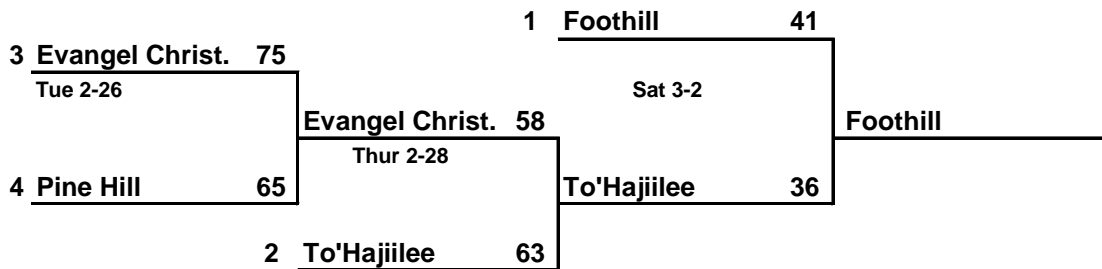 1 Foothill 41
3 Evangel Christ. 75
Tue 2-26 Sat 3-2
Evangel Christ. 58 Foothill
Thur 2-28
4 Pine Hill 65 To'Hajiilee 36
2 To'Hajiilee 63